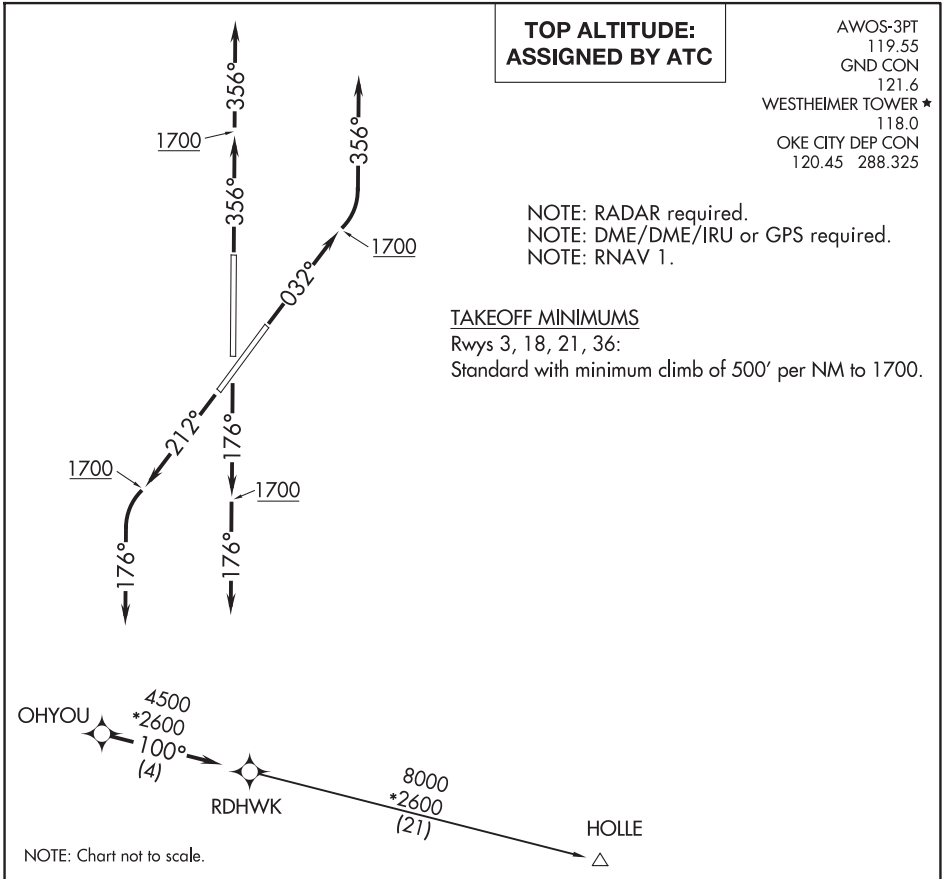 TOP ALTITUDE:
ASSIGNED BY ATC
AWOS-3PT
119.55
GND CON
121.6
WESTHEIMER TOWER ★
118.0
OKE CITY DEP CON
120.45 288.325
NOTE: RADAR required.
NOTE: DME/DME/IRU or GPS required.
NOTE: RNAV 1.
TAKEOFF MINIMUMS
Rwys 3, 18, 21, 36:
Standard with minimum climb of 500' per NM to 1700.
356°
1700
356°
356°
1700
032°
212°
1700
176°
176°
1700
176°
OHYOU
4500
*2600
100°
(4)
RDHWK
8000
*2600
(21)
HOLLE
NOTE: Chart not to scale.